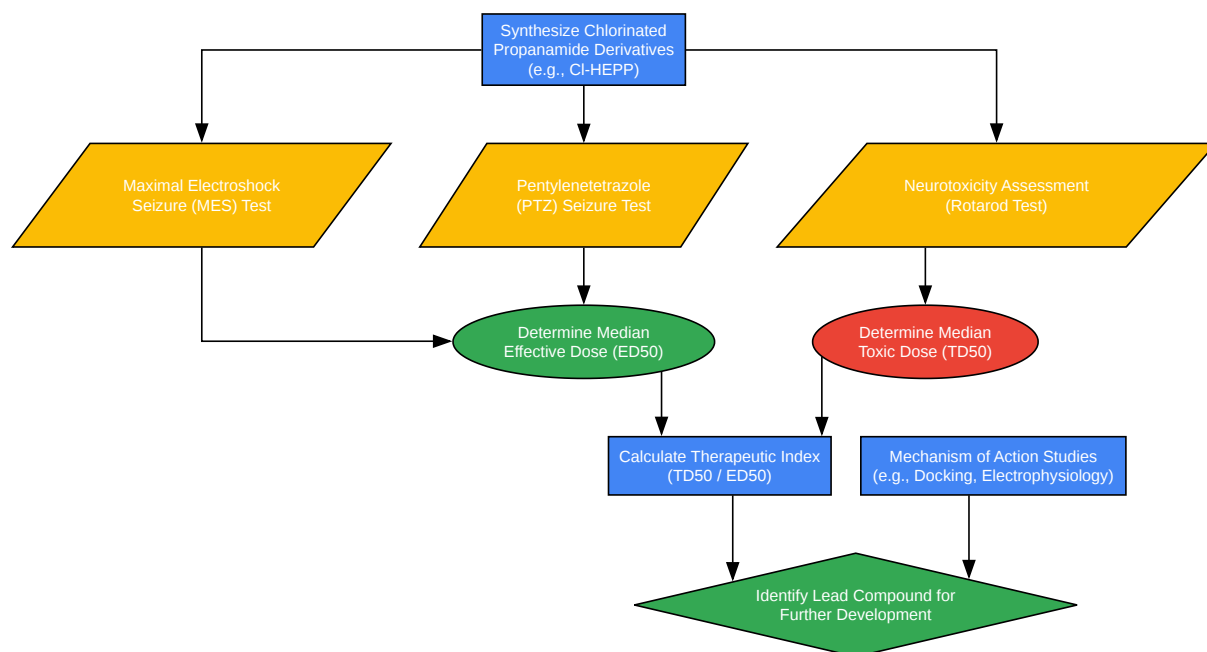 Synthesize Chlorinated
Propanamide Derivatives
(e.g., Cl-HEPP)
Maximal Electroshock
Seizure (MES) Test
Pentylenetetrazole
(PTZ) Seizure Test
Neurotoxicity Assessment
(Rotarod Test)
Determine Median
Effective Dose (ED50)
Determine Median
Toxic Dose (TD50)
Calculate Therapeutic Index
(TD50 / ED50)
Mechanism of Action Studies
(e.g., Docking, Electrophysiology)
Identify Lead Compound for
Further Development